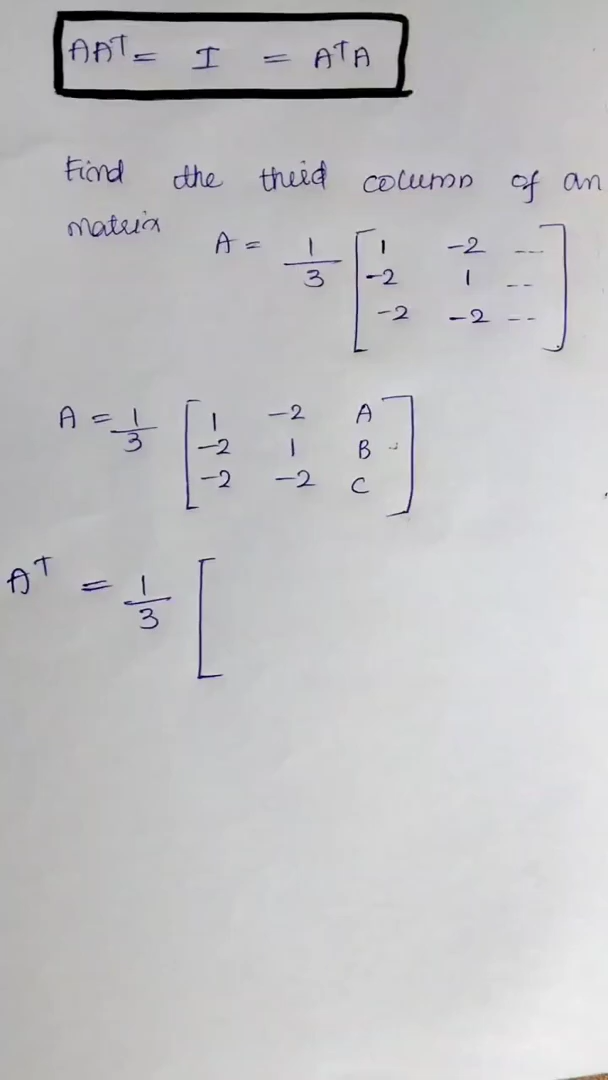 AAᵀ = I = AᵀA
Find the third column of an
matrix A = 1/3 [ 1 -2 ---
-2 1 --
-2 -2 -- ]
A = 1/3 [ 1 -2 A
-2 1 B
-2 -2 C ]
Aᵀ = 1/3 [